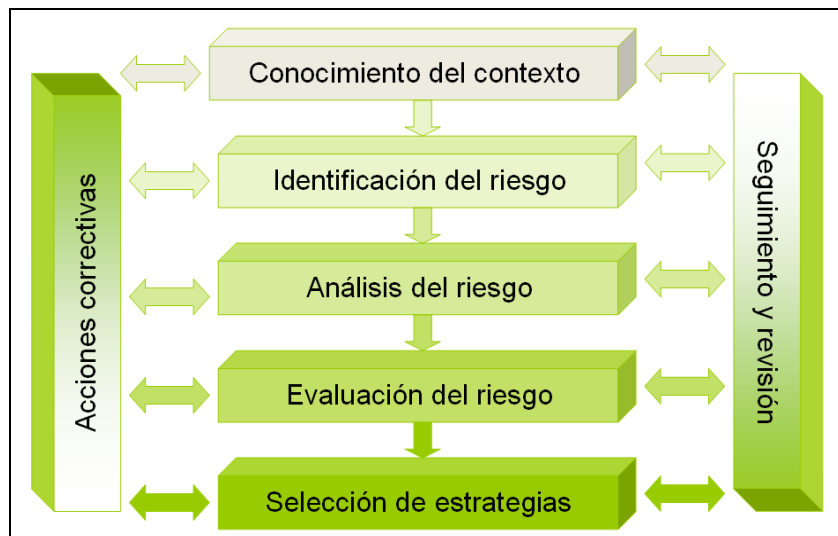 Conocimiento del contexto
Identificación del riesgo
Análisis del riesgo
Evaluación del riesgo
Selección de estrategias
Acciones correctivas
Seguimiento y revisión